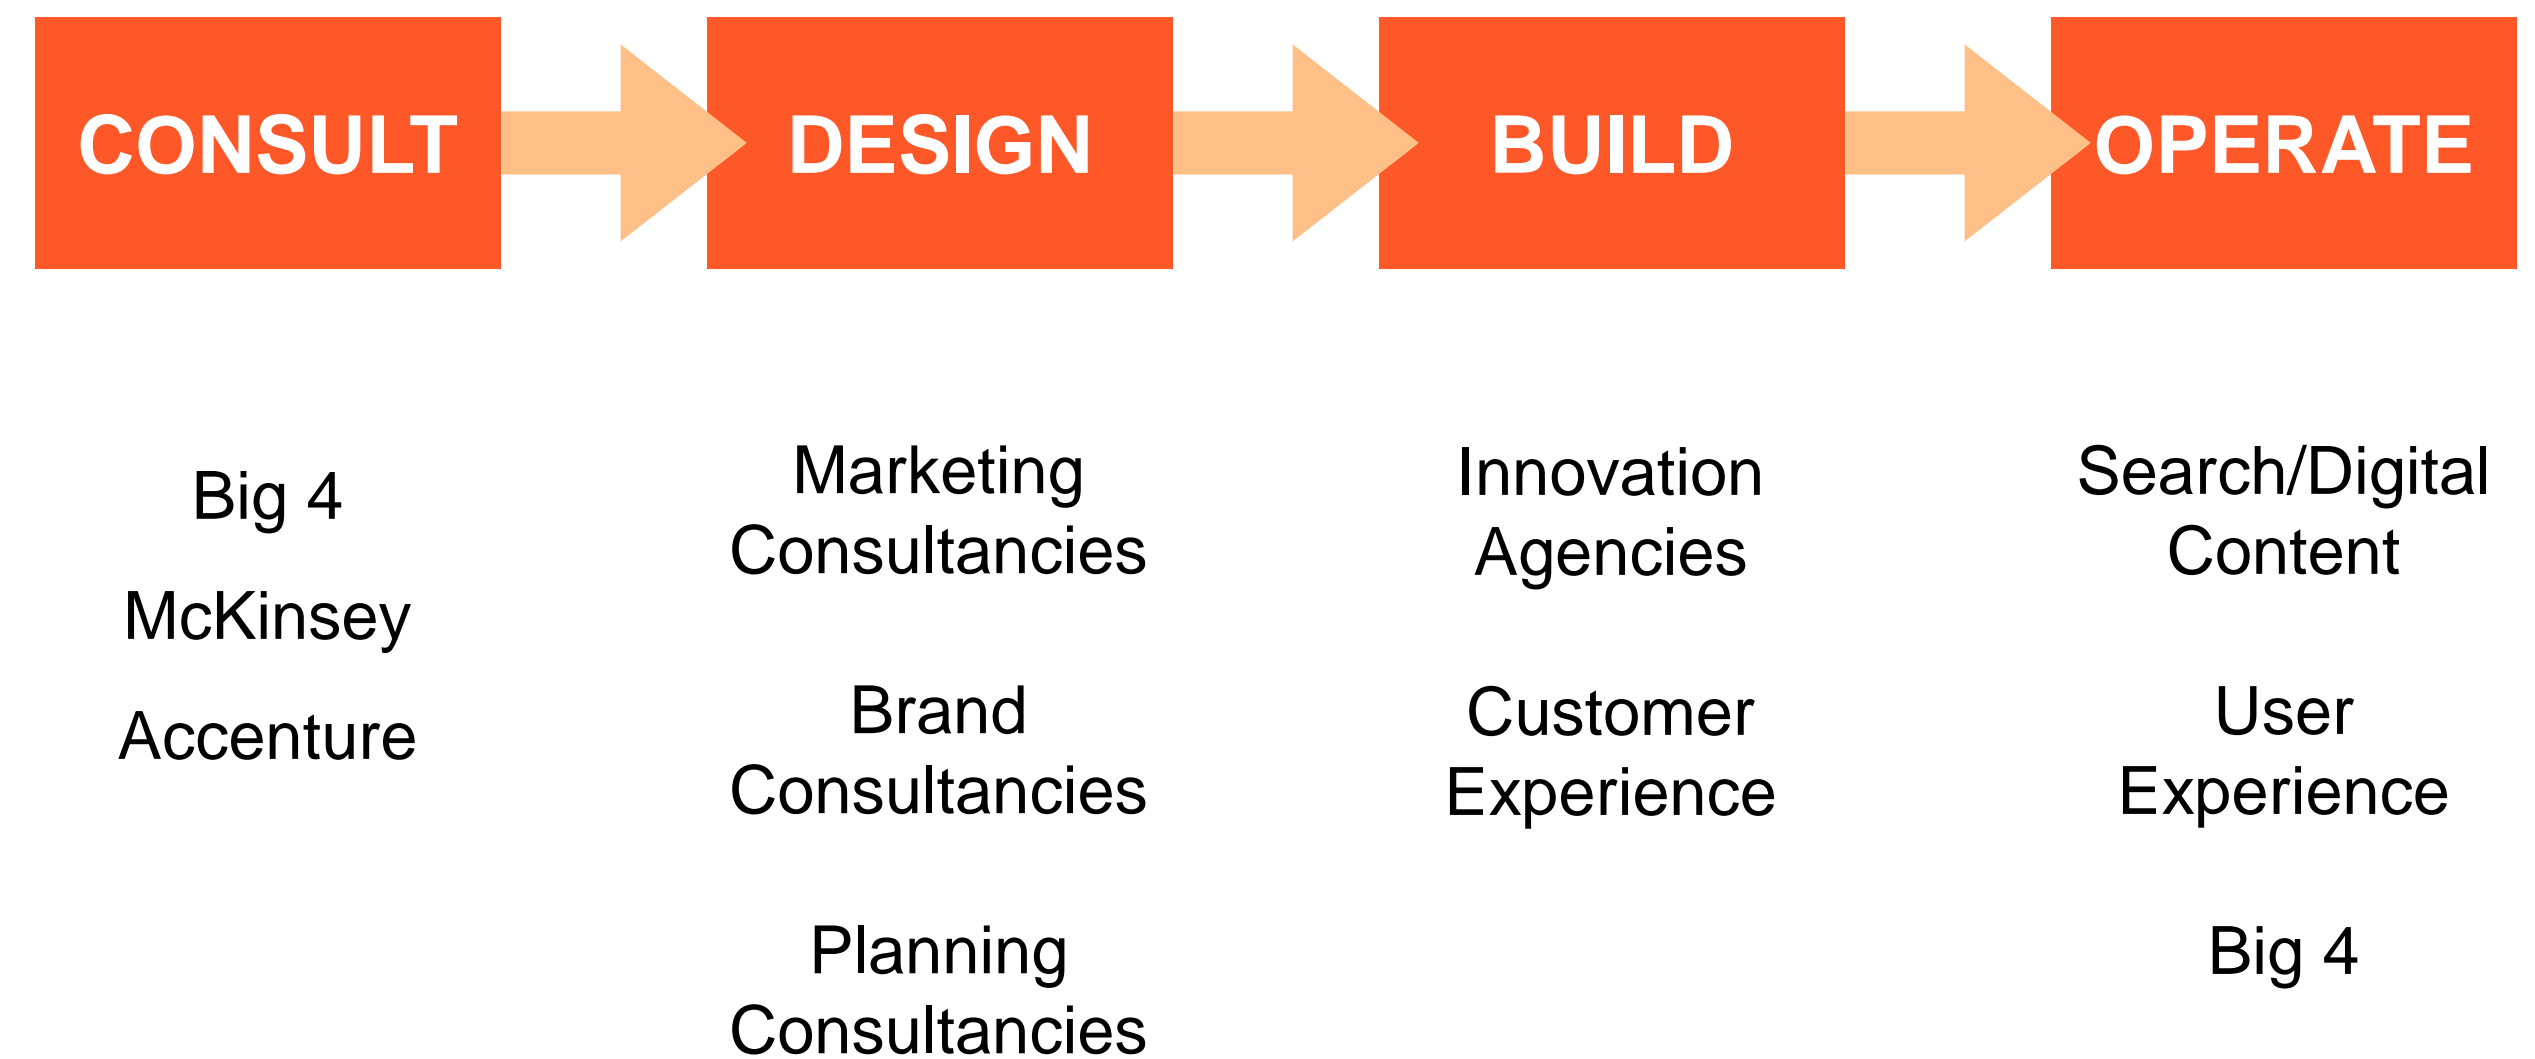 CONSULT
DESIGN
BUILD
OPERATE
Big 4
McKinsey
Accenture
Marketing
Consultancies
Brand
Consultancies
Planning
Consultancies
Innovation
Agencies
Customer
Experience
Search/Digital
Content
User
Experience
Big 4